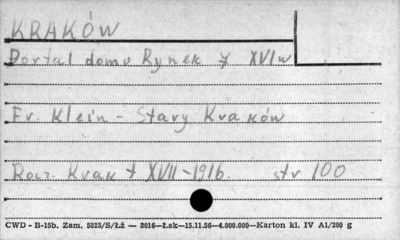 KRAKÓW
Portal domu Rynek 7 XVI w
Fr. Klein - Stary Kraków
Rocz. Krak t XVII - 1916. str 100
CWD - B-15b. Zam. 5823/S/Łż — 3016—Łak—15.11.56—4.000.000—Karton kl. IV A1/200 g